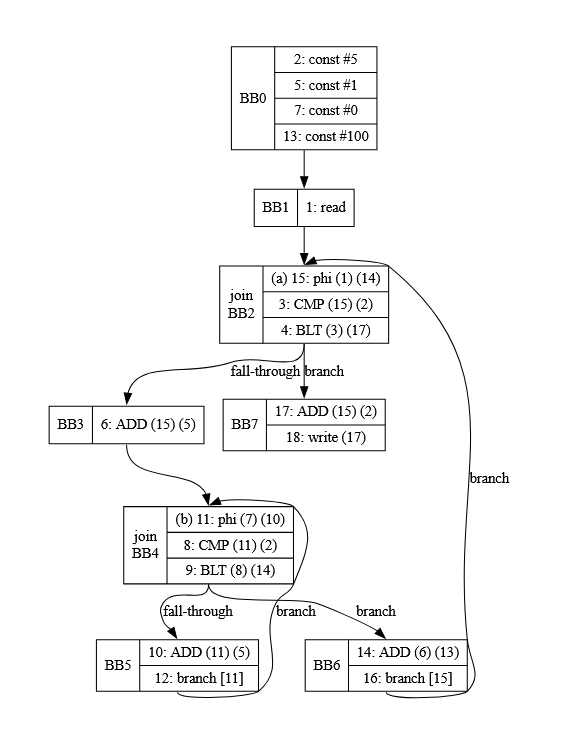 BB0
2: const #5
5: const #1
7: const #0
13: const #100
BB1
1: read
join
BB2
(a) 15: phi (1) (14)
3: CMP (15) (2)
4: BLT (3) (17)
fall-through
branch
BB3
6: ADD (15) (5)
BB7
17: ADD (15) (2)
18: write (17)
branch
join
BB4
(b) 11: phi (7) (10)
8: CMP (11) (2)
9: BLT (8) (14)
fall-through
branch
branch
BB5
10: ADD (11) (5)
12: branch [11]
BB6
14: ADD (6) (13)
16: branch [15]